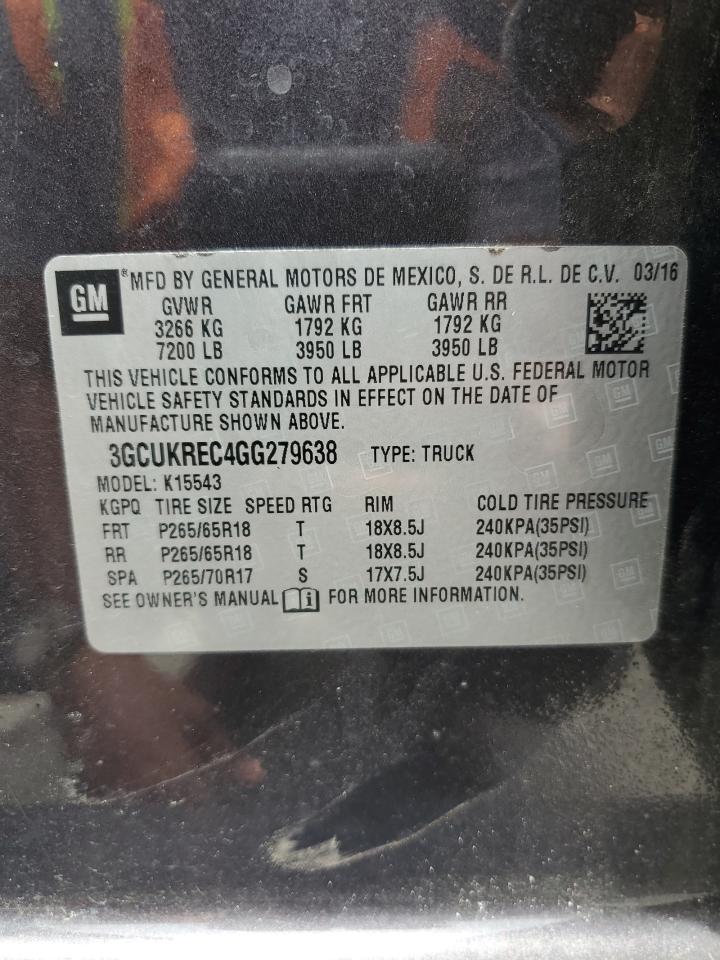 GM
®MFD BY GENERAL MOTORS DE MEXICO, S. DE R.L. DE C.V. 03/16
GVWR GAWR FRT GAWR RR
3266 KG 1792 KG 1792 KG
7200 LB 3950 LB 3950 LB
THIS VEHICLE CONFORMS TO ALL APPLICABLE U.S. FEDERAL MOTOR
VEHICLE SAFETY STANDARDS IN EFFECT ON THE DATE OF
MANUFACTURE SHOWN ABOVE.
3GCUKREC4GG279638 TYPE: TRUCK
MODEL: K15543
KGPQ TIRE SIZE SPEED RTG RIM COLD TIRE PRESSURE
FRT P265/65R18 T 18X8.5J 240KPA(35PSI)
RR P265/65R18 T 18X8.5J 240KPA(35PSI)
SPA P265/70R17 S 17X7.5J 240KPA(35PSI)
SEE OWNER'S MANUAL i FOR MORE INFORMATION.